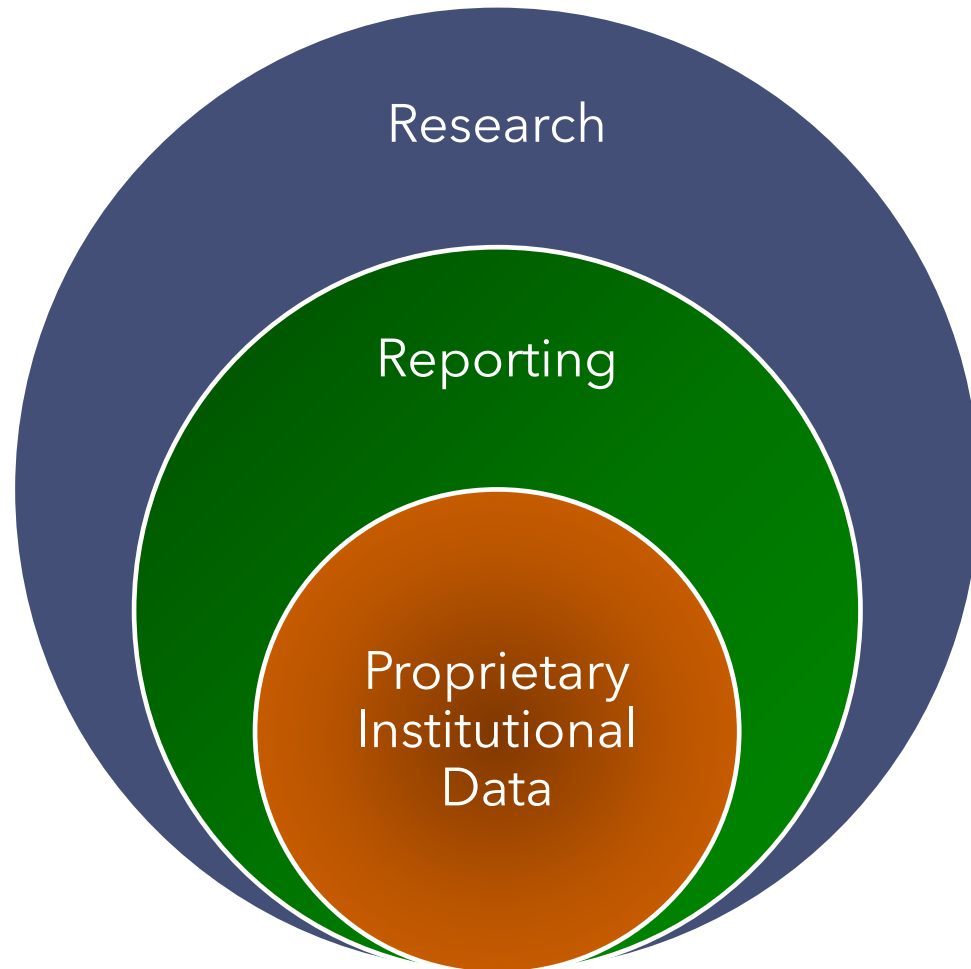 Research
Reporting
Proprietary
Institutional
Data